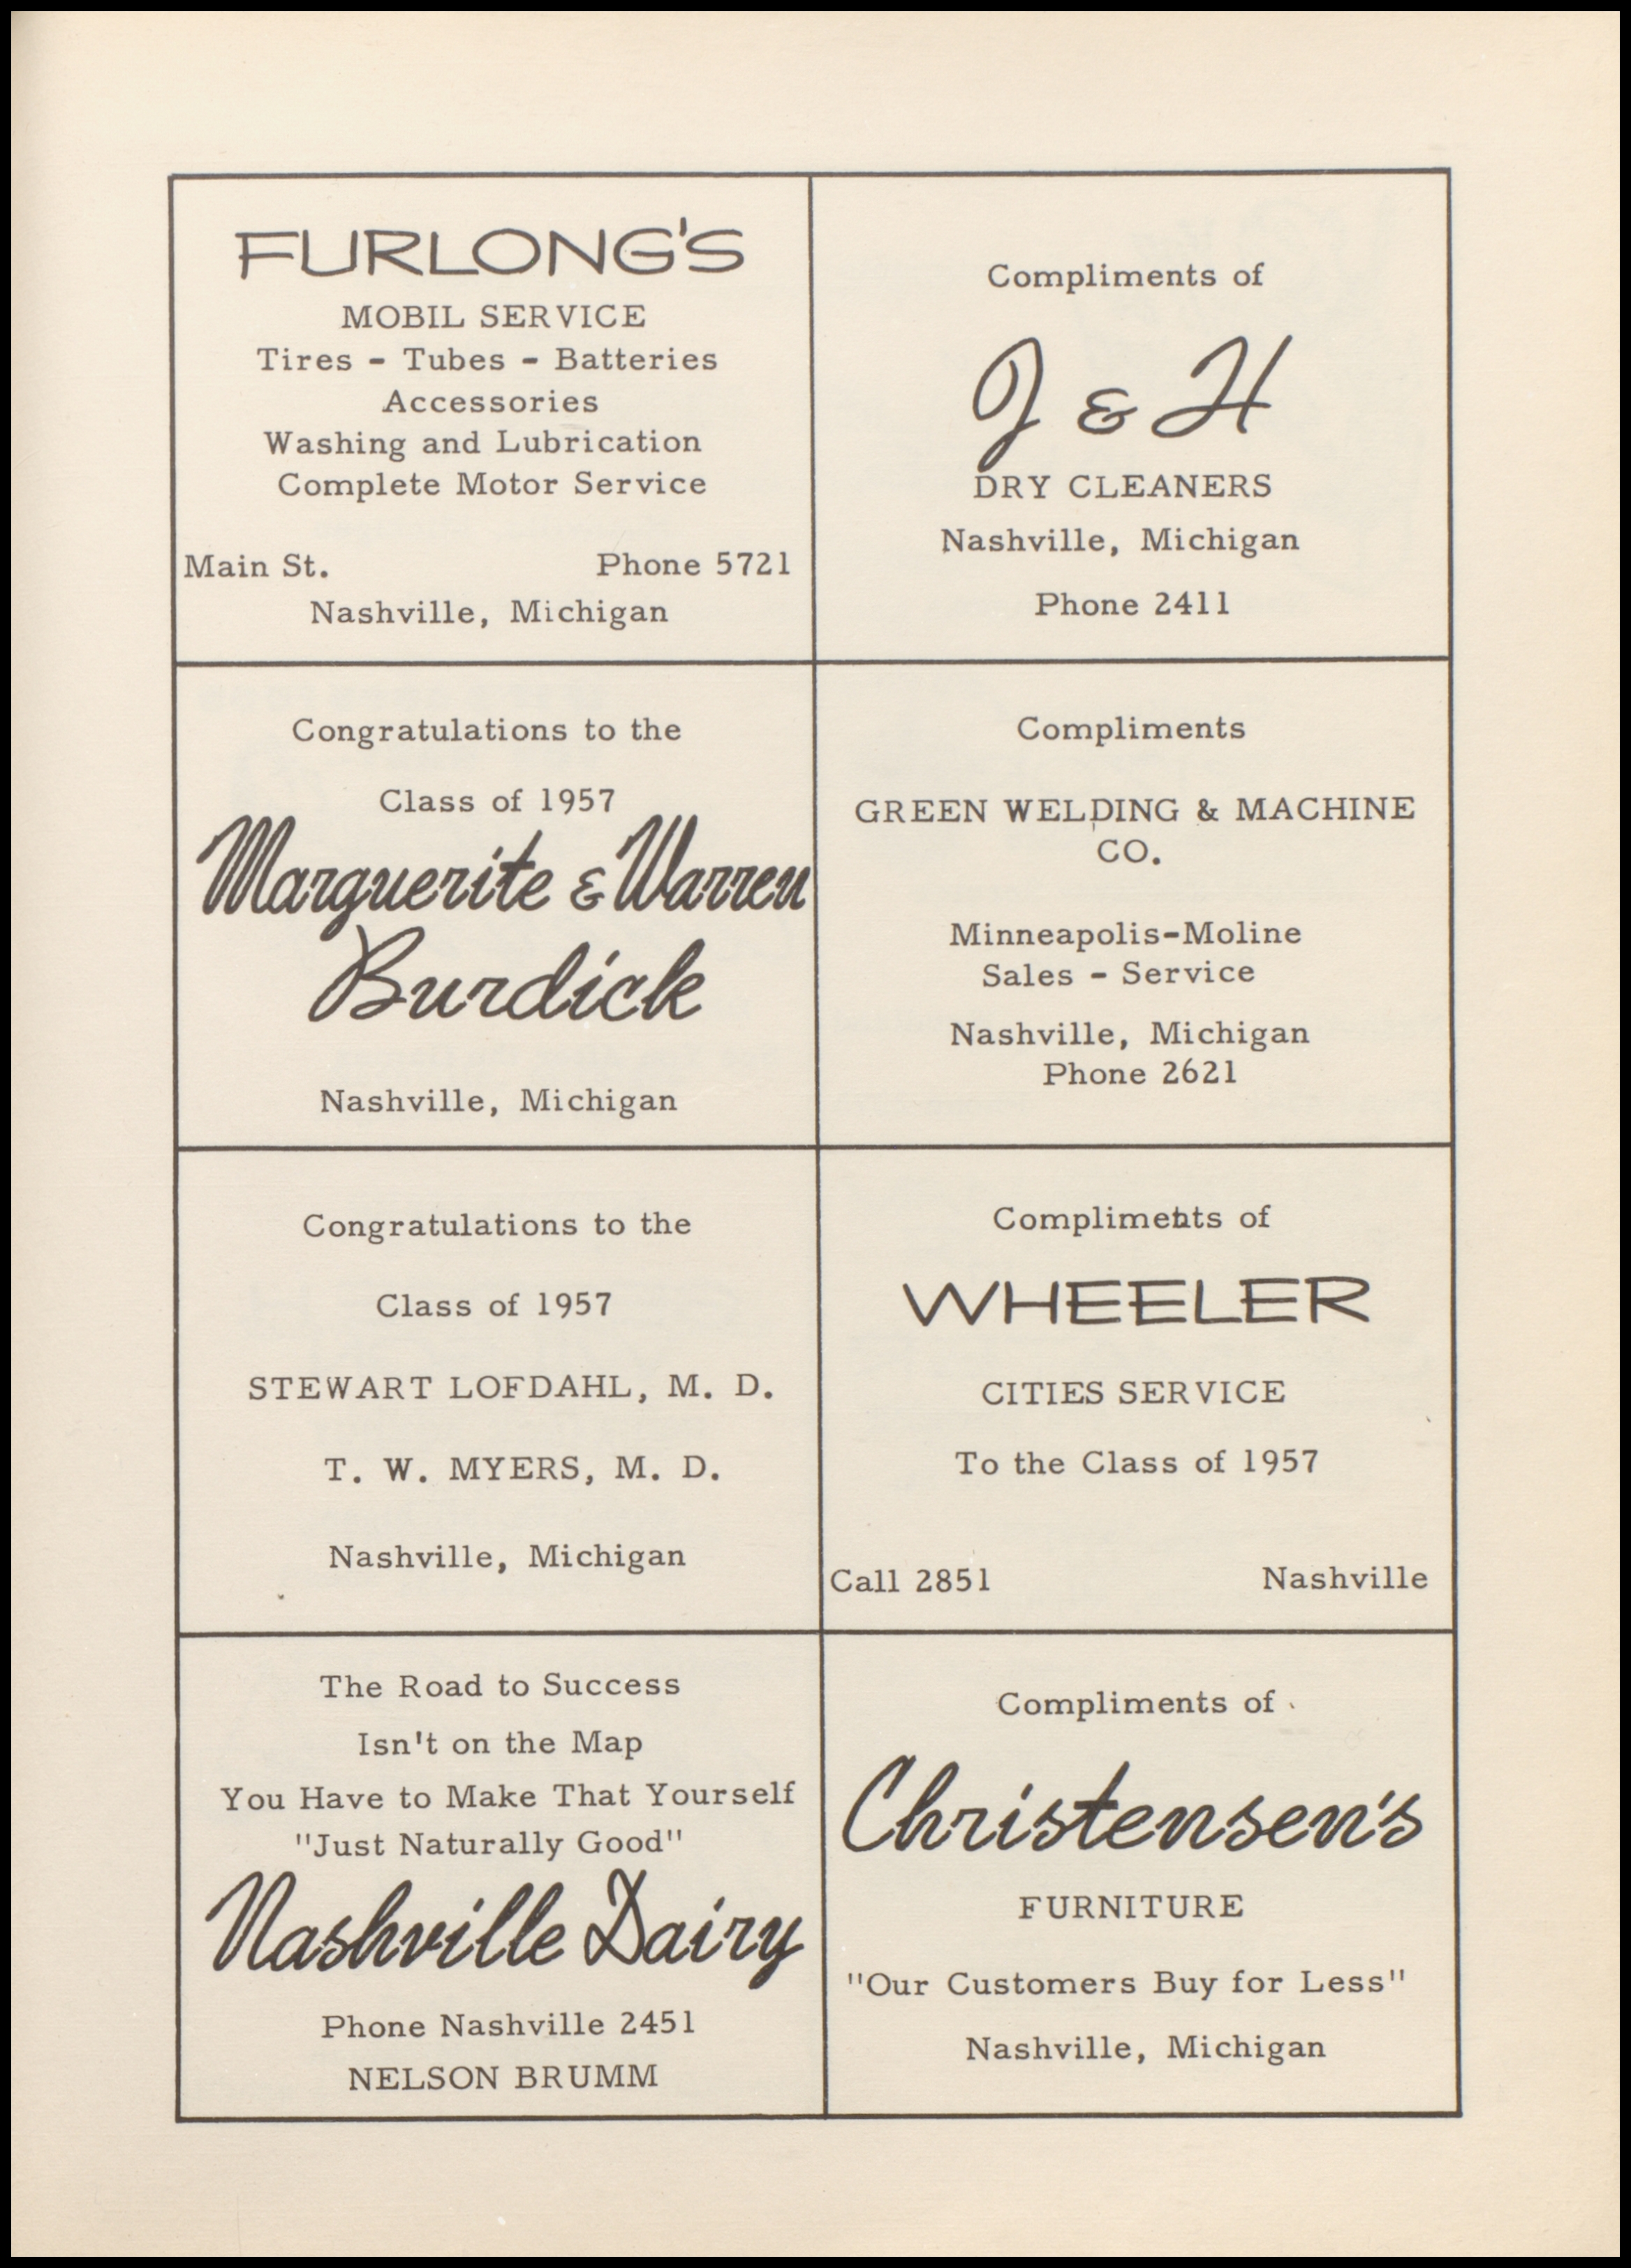 FURLONG'S
MOBIL SERVICE
Tires - Tubes - Batteries
Accessories
Washing and Lubrication
Complete Motor Service
Main St. Phone 5721
Nashville, Michigan
Compliments of
J & H
DRY CLEANERS
Nashville, Michigan
Phone 2411
Congratulations to the
Class of 1957
Marguerite & Warren
Burdick
Nashville, Michigan
Compliments
GREEN WELDING & MACHINE
CO.
Minneapolis-Moline
Sales - Service
Nashville, Michigan
Phone 2621
Congratulations to the
Class of 1957
STEWART LOFDAHL, M. D.
T. W. MYERS, M. D.
Nashville, Michigan
Compliments of
WHEELER
CITIES SERVICE
To the Class of 1957
Call 2851 Nashville
The Road to Success
Isn't on the Map
You Have to Make That Yourself
"Just Naturally Good"
Nashville Dairy
Phone Nashville 2451
NELSON BRUMM
Compliments of
Christensen's
FURNITURE
"Our Customers Buy for Less"
Nashville, Michigan